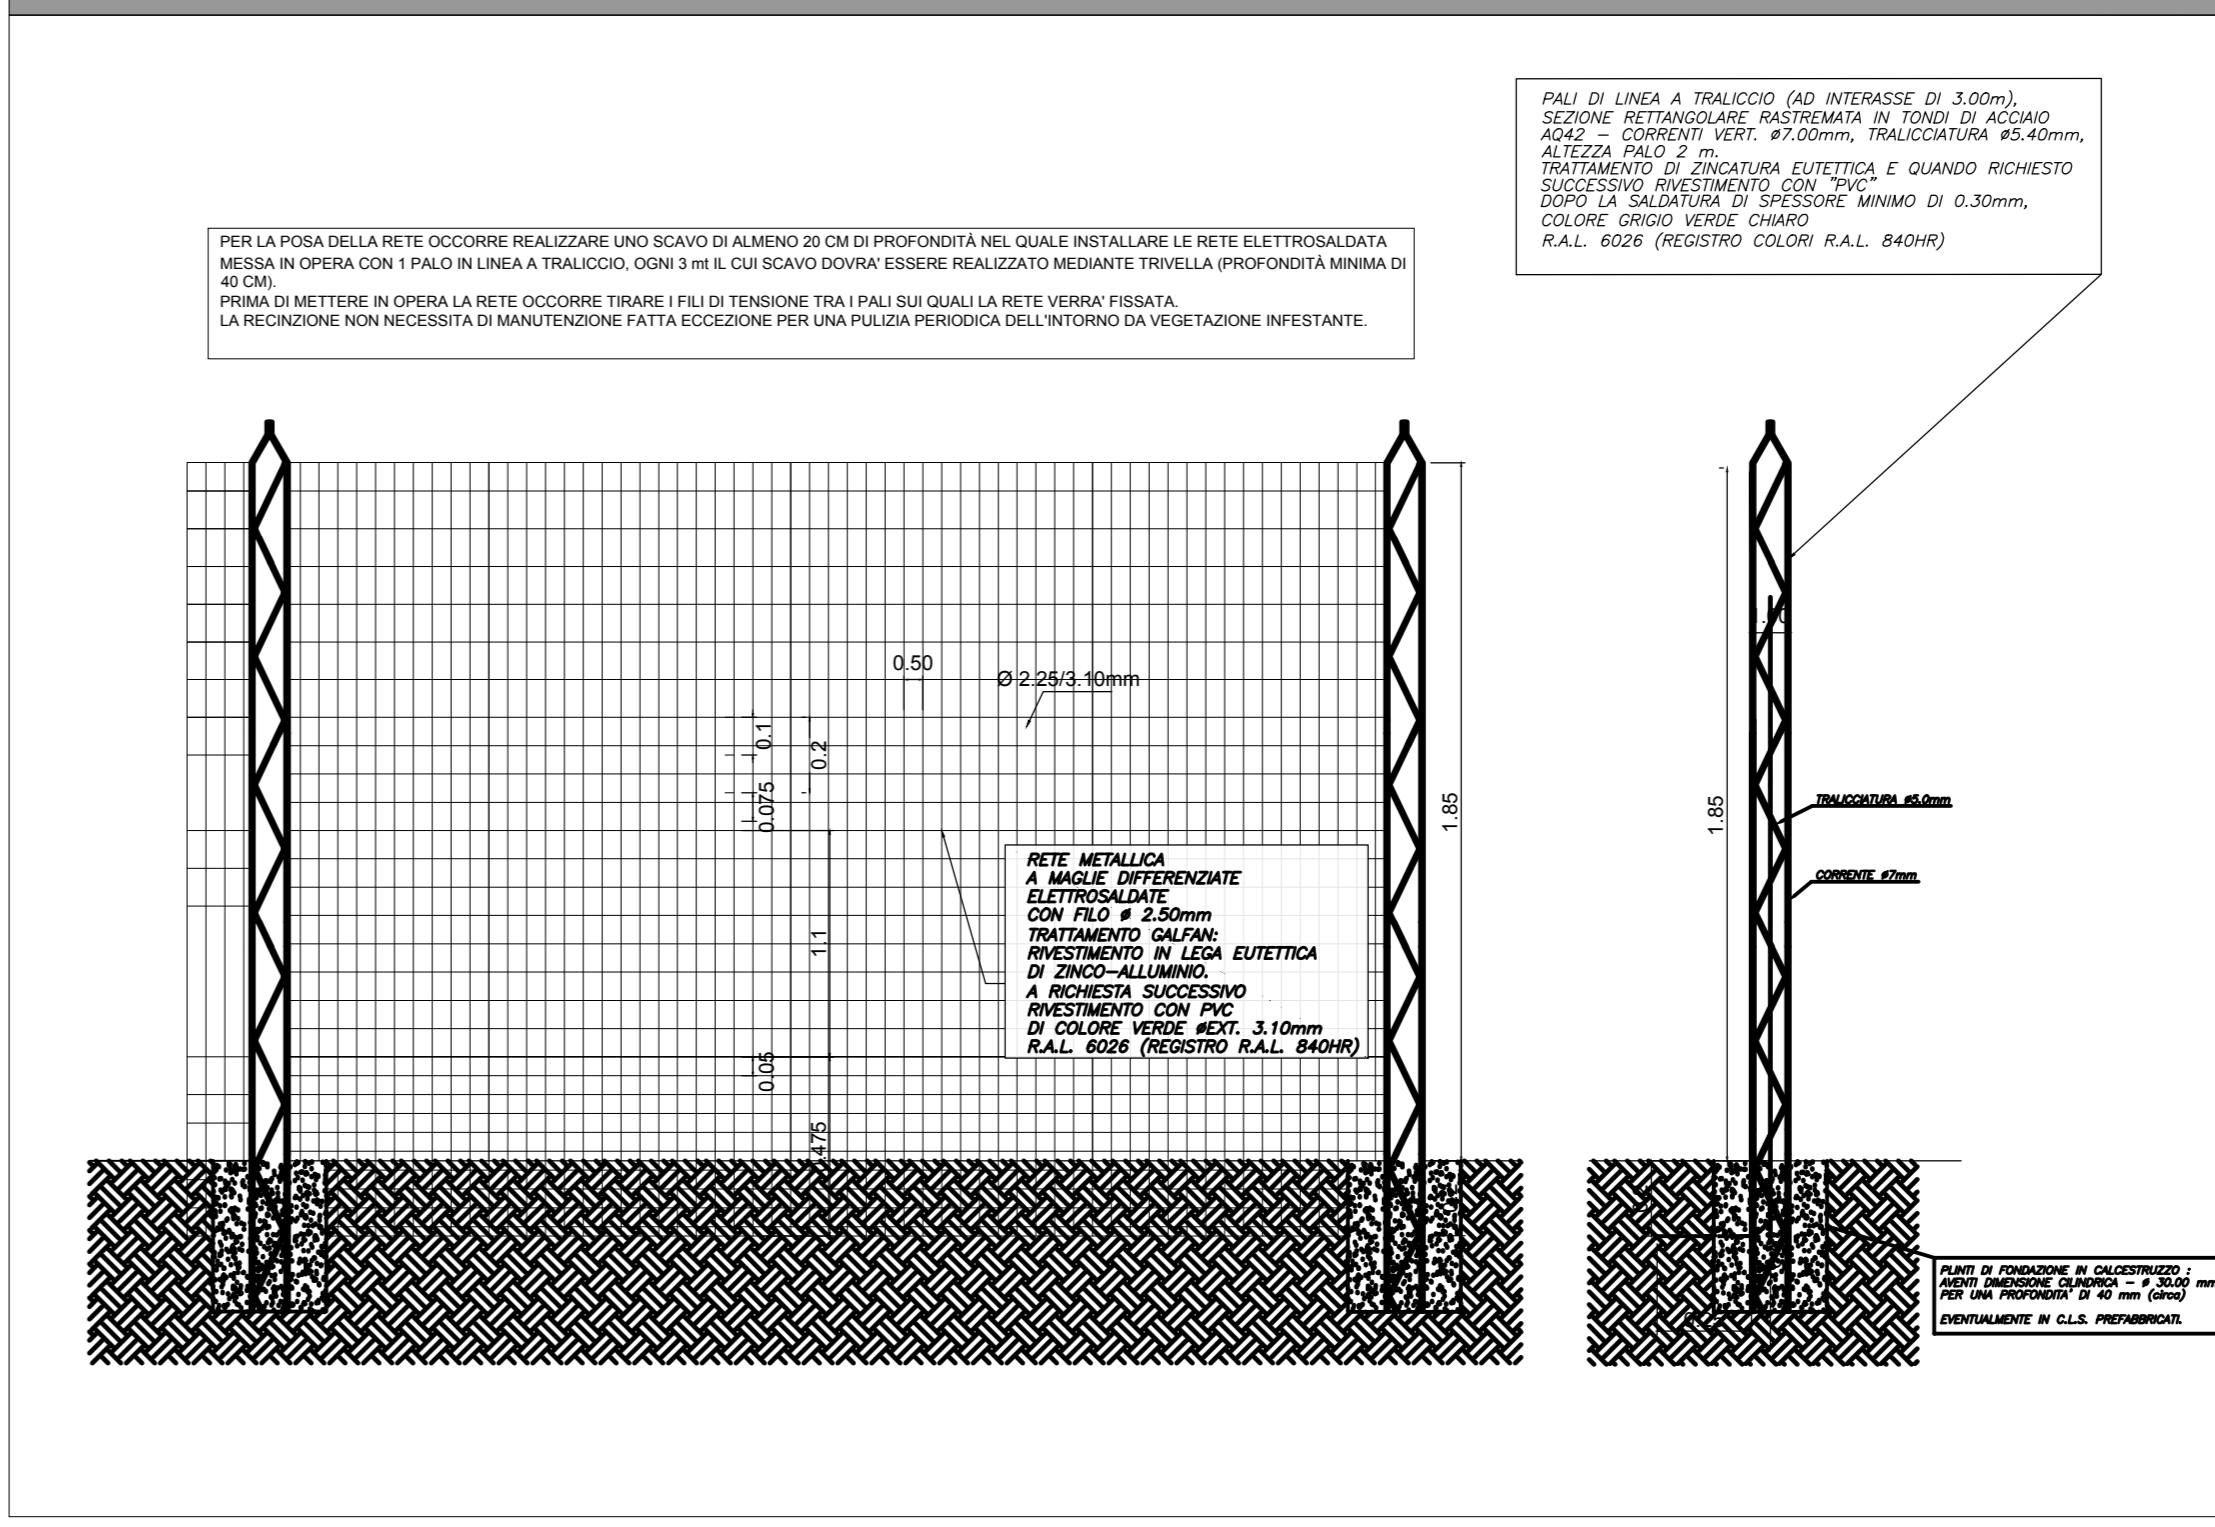 PALI DI LINEA A TRALICCIO (AD INTERASSE DI 3.00m),
SEZIONE RETTANGOLARE RASTREMATA IN TONDI DI ACCIAIO
AQ42 - CORRENTI VERT. ø7.00mm, TRALICCIATURA ø5.40mm,
ALTEZZA PALO 2 m.
TRATTAMENTO DI ZINCATURA EUTETTICA E QUANDO RICHIESTO
SUCCESSIVO RIVESTIMENTO CON "PVC"
DOPO LA SALDATURA DI SPESSORE MINIMO DI 0.30mm,
COLORE GRIGIO VERDE CHIARO
R.A.L. 6026 (REGISTRO COLORI R.A.L. 840HR)
PER LA POSA DELLA RETE OCCORRE REALIZZARE UNO SCAVO DI ALMENO 20 CM DI PROFONDITÀ NEL QUALE INSTALLARE LE RETE ELETTROSALDATA
MESSA IN OPERA CON 1 PALO IN LINEA A TRALICCIO, OGNI 3 mt IL CUI SCAVO DOVRA' ESSERE REALIZZATO MEDIANTE TRIVELLA (PROFONDITÀ MINIMA DI
40 CM).
PRIMA DI METTERE IN OPERA LA RETE OCCORRE TIRARE I FILI DI TENSIONE TRA I PALI SUI QUALI LA RETE VERRA' FISSATA.
LA RECINZIONE NON NECESSITA DI MANUTENZIONE FATTA ECCEZIONE PER UNA PULIZIA PERIODICA DELL'INTORNO DA VEGETAZIONE INFESTANTE.
0.50
Ø 2.25/3.10mm
0.1
0.2
0.075
1.85
1.85
TRALICCIATURA ø5.0mm
CORRENTE ø7mm
RETE METALLICA
A MAGLIE DIFFERENZIATE
ELETTROSALDATE
CON FILO ø 2.50mm
TRATTAMENTO GALFAN:
RIVESTIMENTO IN LEGA EUTETTICA
DI ZINCO-ALLUMINIO.
A RICHIESTA SUCCESSIVO
RIVESTIMENTO CON PVC
DI COLORE VERDE øEXT. 3.10mm
R.A.L. 6026 (REGISTRO R.A.L. 840HR)
1.1
0.05
PLINTI DI FONDAZIONE IN CALCESTRUZZO :
AVENTI DIMENSIONE CILINDRICA - ø 30.00 mm
PER UNA PROFONDITA' DI 40 mm (circa)
EVENTUALMENTE IN C.L.S. PREFABBRICATI.